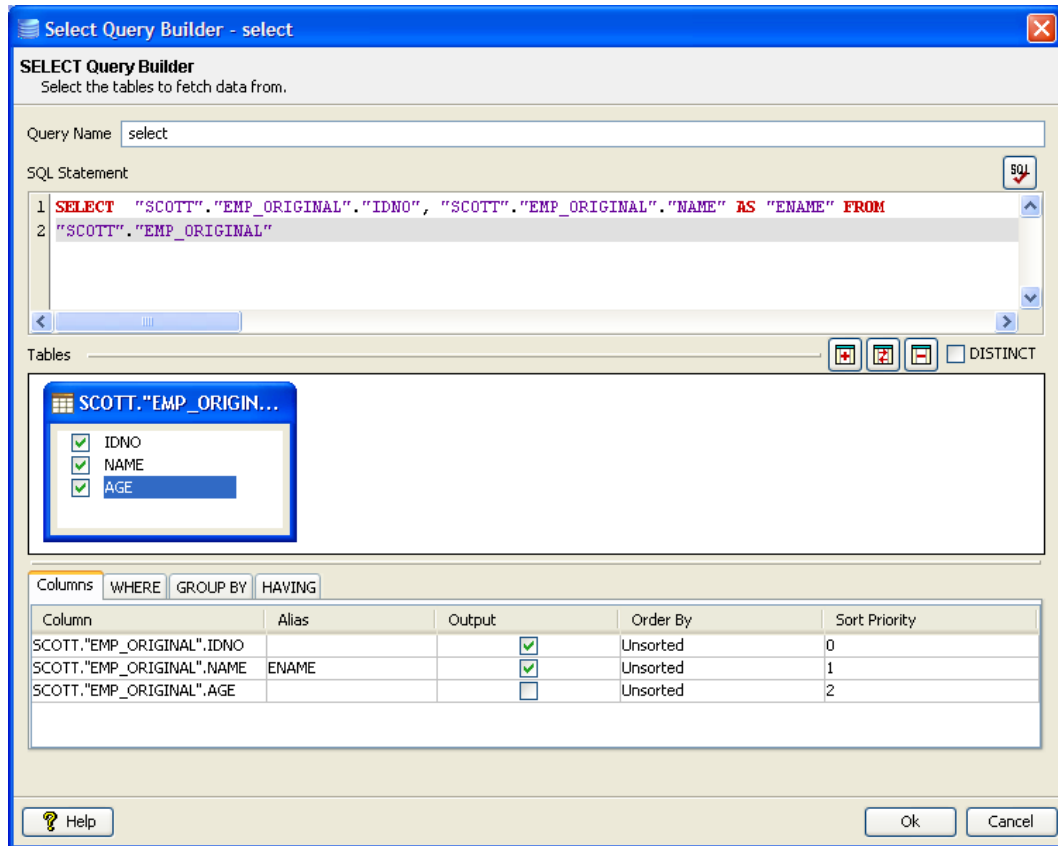 Select Query Builder - select
SELECT Query Builder
Select the tables to fetch data from.
Query Name select
SQL Statement
SQL
1 SELECT "SCOTT"."EMP_ORIGINAL"."IDNO", "SCOTT"."EMP_ORIGINAL"."NAME" AS "ENAME" FROM
2 "SCOTT"."EMP_ORIGINAL"
Tables DISTINCT
SCOTT."EMP_ORIGIN...
IDNO
NAME
AGE
Columns WHERE GROUP BY HAVING
Column Alias Output Order By Sort Priority
SCOTT."EMP_ORIGINAL".IDNO Unsorted 0
SCOTT."EMP_ORIGINAL".NAME ENAME Unsorted 1
SCOTT."EMP_ORIGINAL".AGE Unsorted 2
Help Ok Cancel